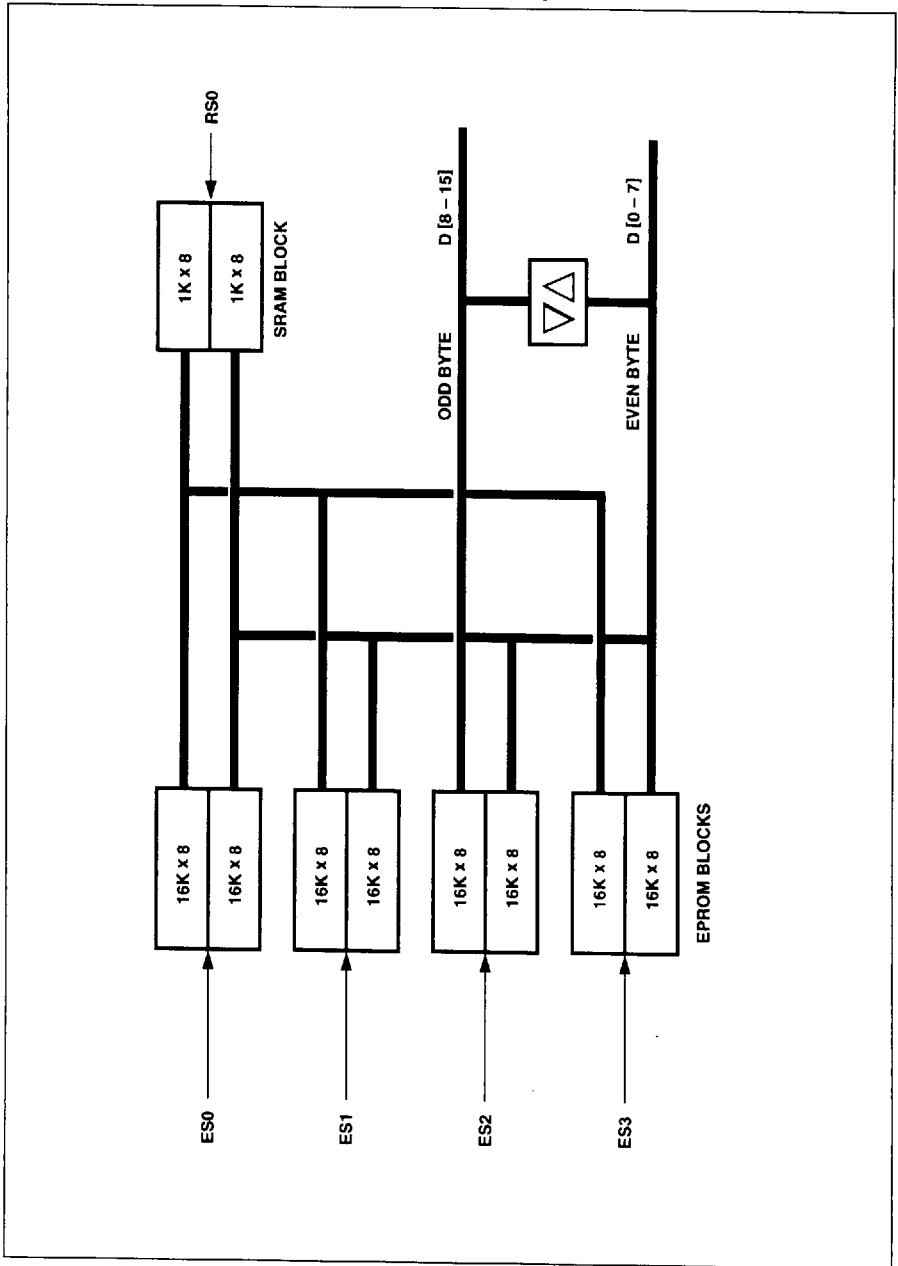 RS0
1K x 8
1K x 8
SRAM BLOCK
D [8 – 15]
D [0 – 7]
ODD BYTE
EVEN BYTE
16K x 8
16K x 8
16K x 8
16K x 8
16K x 8
16K x 8
16K x 8
16K x 8
EPROM BLOCKS
ES0
ES1
ES2
ES3